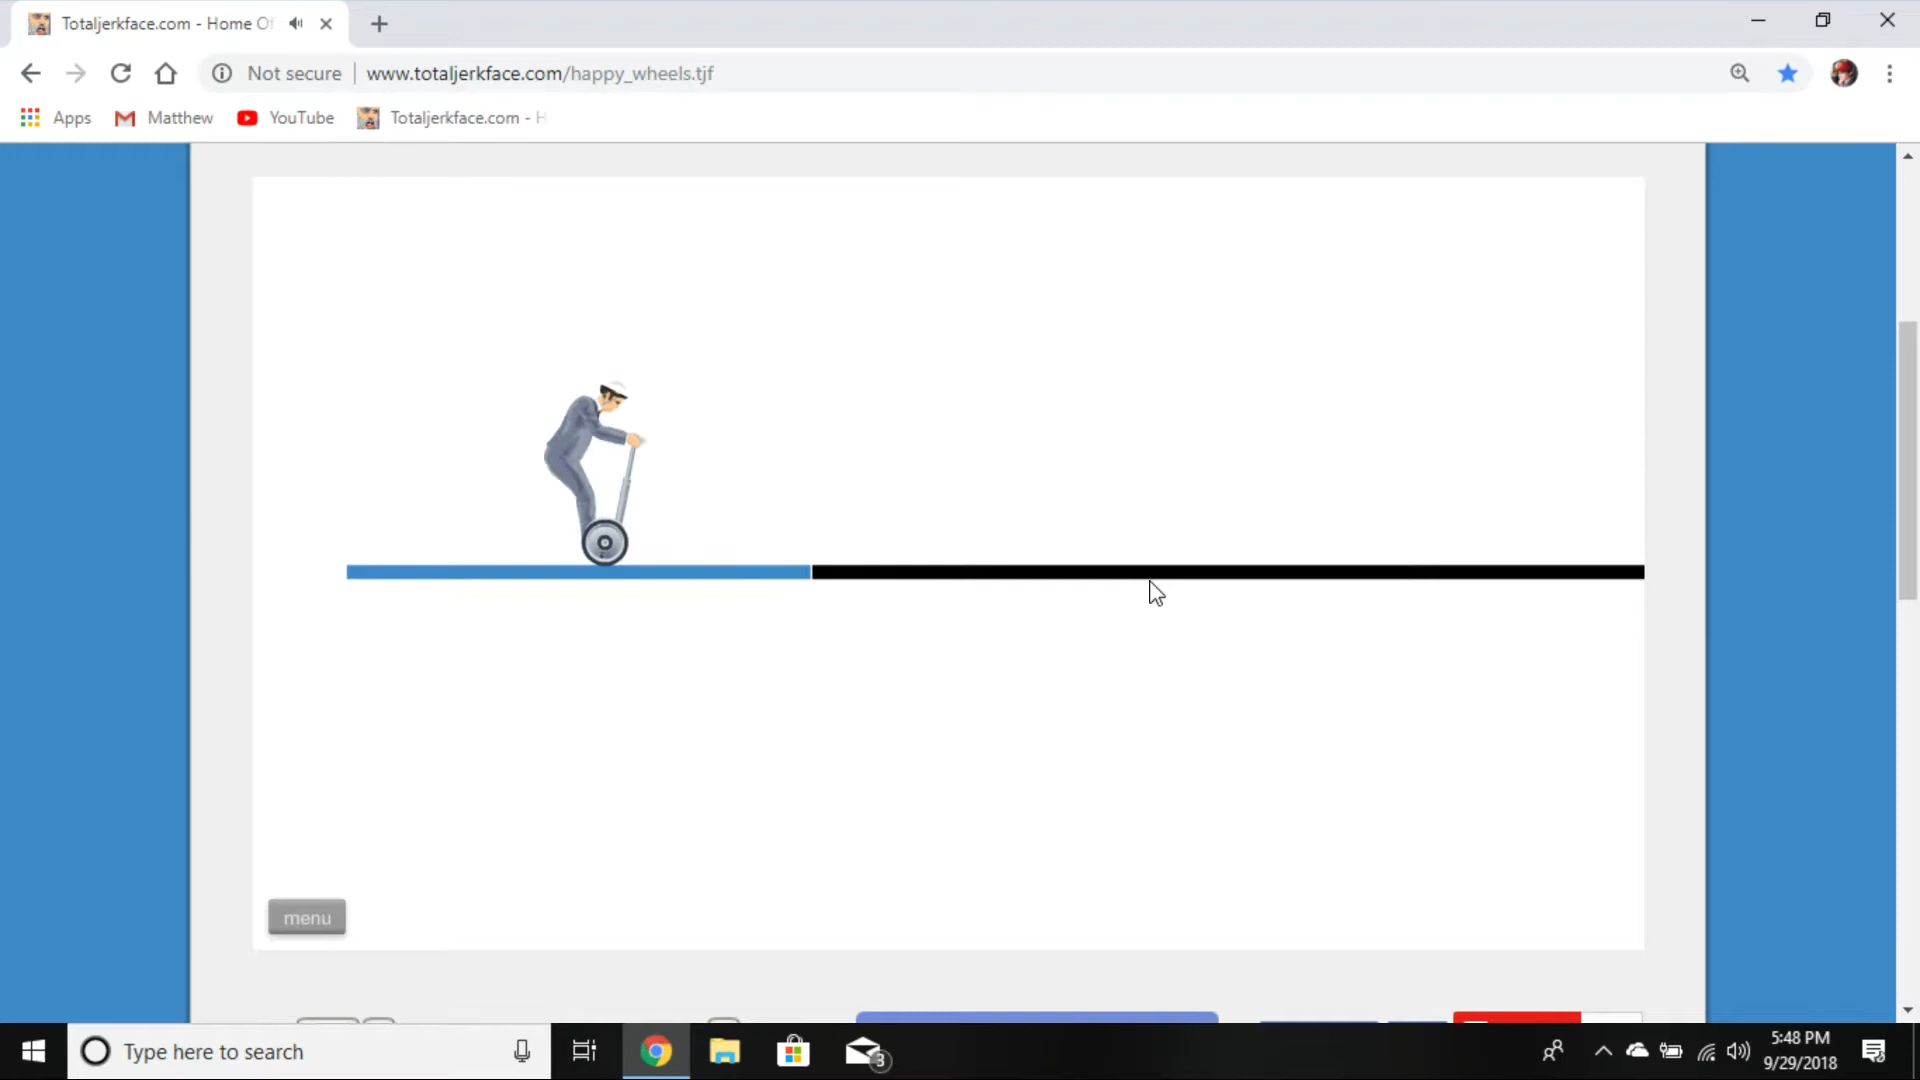 Totaljerkface.com - Home Of
Not secure
www.totaljerkface.com/happy_wheels.tjf
Apps
Matthew
YouTube
Totaljerkface.com - H
menu
Type here to search
3
5:48 PM
9/29/2018